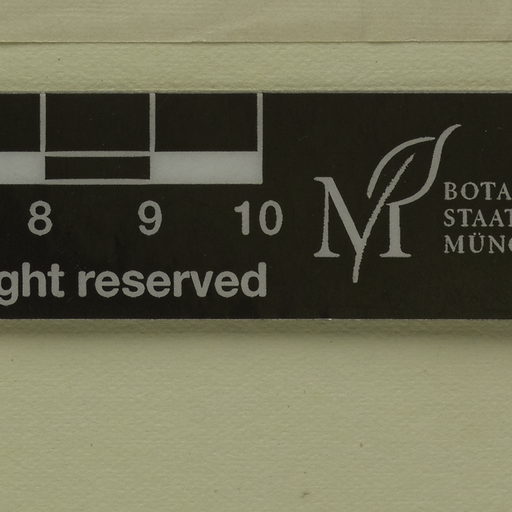 8 9 10
ght reserved
BOTA
STAAT
MÜNC